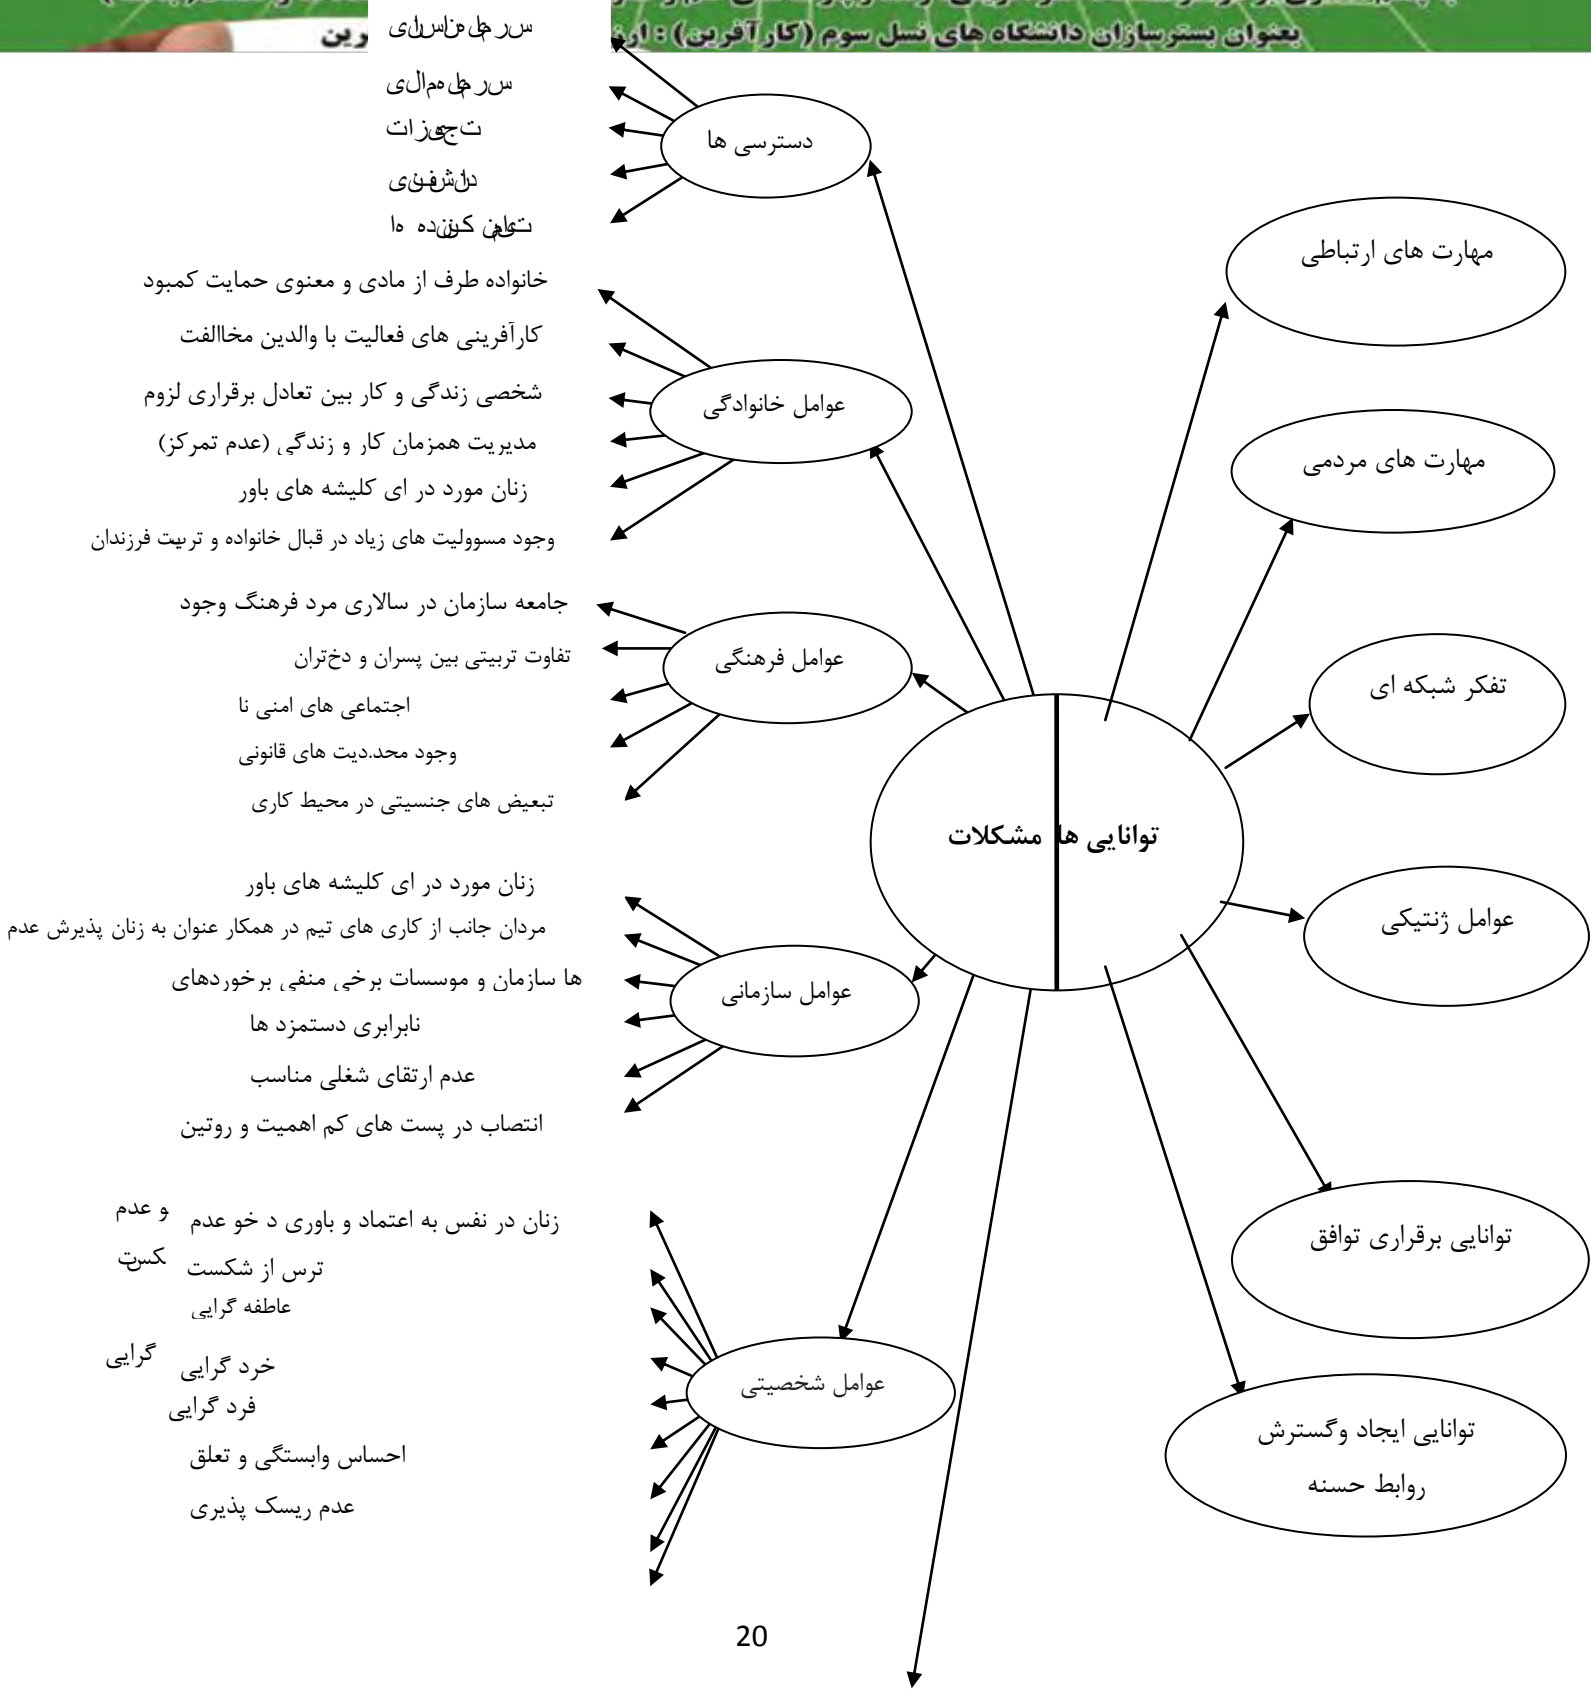 بعنوان بسترسازان دانشگاه های نسل سوم (کار آفرین) :
دسترسی ها
سرمایه انسانی
سرمایه مالی
تجهیزات
دانش فنی
تامین کننده ها
عوامل خانوادگی
خانواده طرف از مادی و معنوی حمایت کمبود
کارآفرینی های فعالیت با والدین مخاالفت
شخصی زندگی و کار بین تعادل برقراری لزوم
مدیریت همزمان کار و زندگی (عدم تمرکز)
زنان مورد در ای کلیشه های باور
وجود مسوولیت های زیاد در قبال خانواده و تربیت فرزندان
عوامل فرهنگی
جامعه سازمان در سالاری مرد فرهنگ وجود
تفاوت تربیتی بین پسران و دختران
اجتماعی های امنی نا
وجود محد.دیت های قانونی
تبعیض های جنسیتی در محیط کاری
عوامل سازمانی
زنان مورد در ای کلیشه های باور
مردان جانب از کاری های تیم در همکار عنوان به زنان پذیرش عدم
ها سازمان و موسسات برخی منفی برخوردهای
نابرابری دستمزد ها
عدم ارتقای شغلی مناسب
انتصاب در پست های کم اهمیت و روتین
عوامل شخصیتی
زنان در نفس به اعتماد و باوری د خو عدم
و عدم
ترس از شکست
عاطفه گرایی
خرد گرایی
گرایی
فرد گرایی
احساس وابستگی و تعلق
عدم ریسک پذیری
توانایی ها
مشکلات
مهارت های ارتباطی
مهارت های مردمی
تفکر شبکه ای
عوامل ژنتیکی
توانایی برقراری توافق
توانایی ایجاد وگسترش
روابط حسنه
20